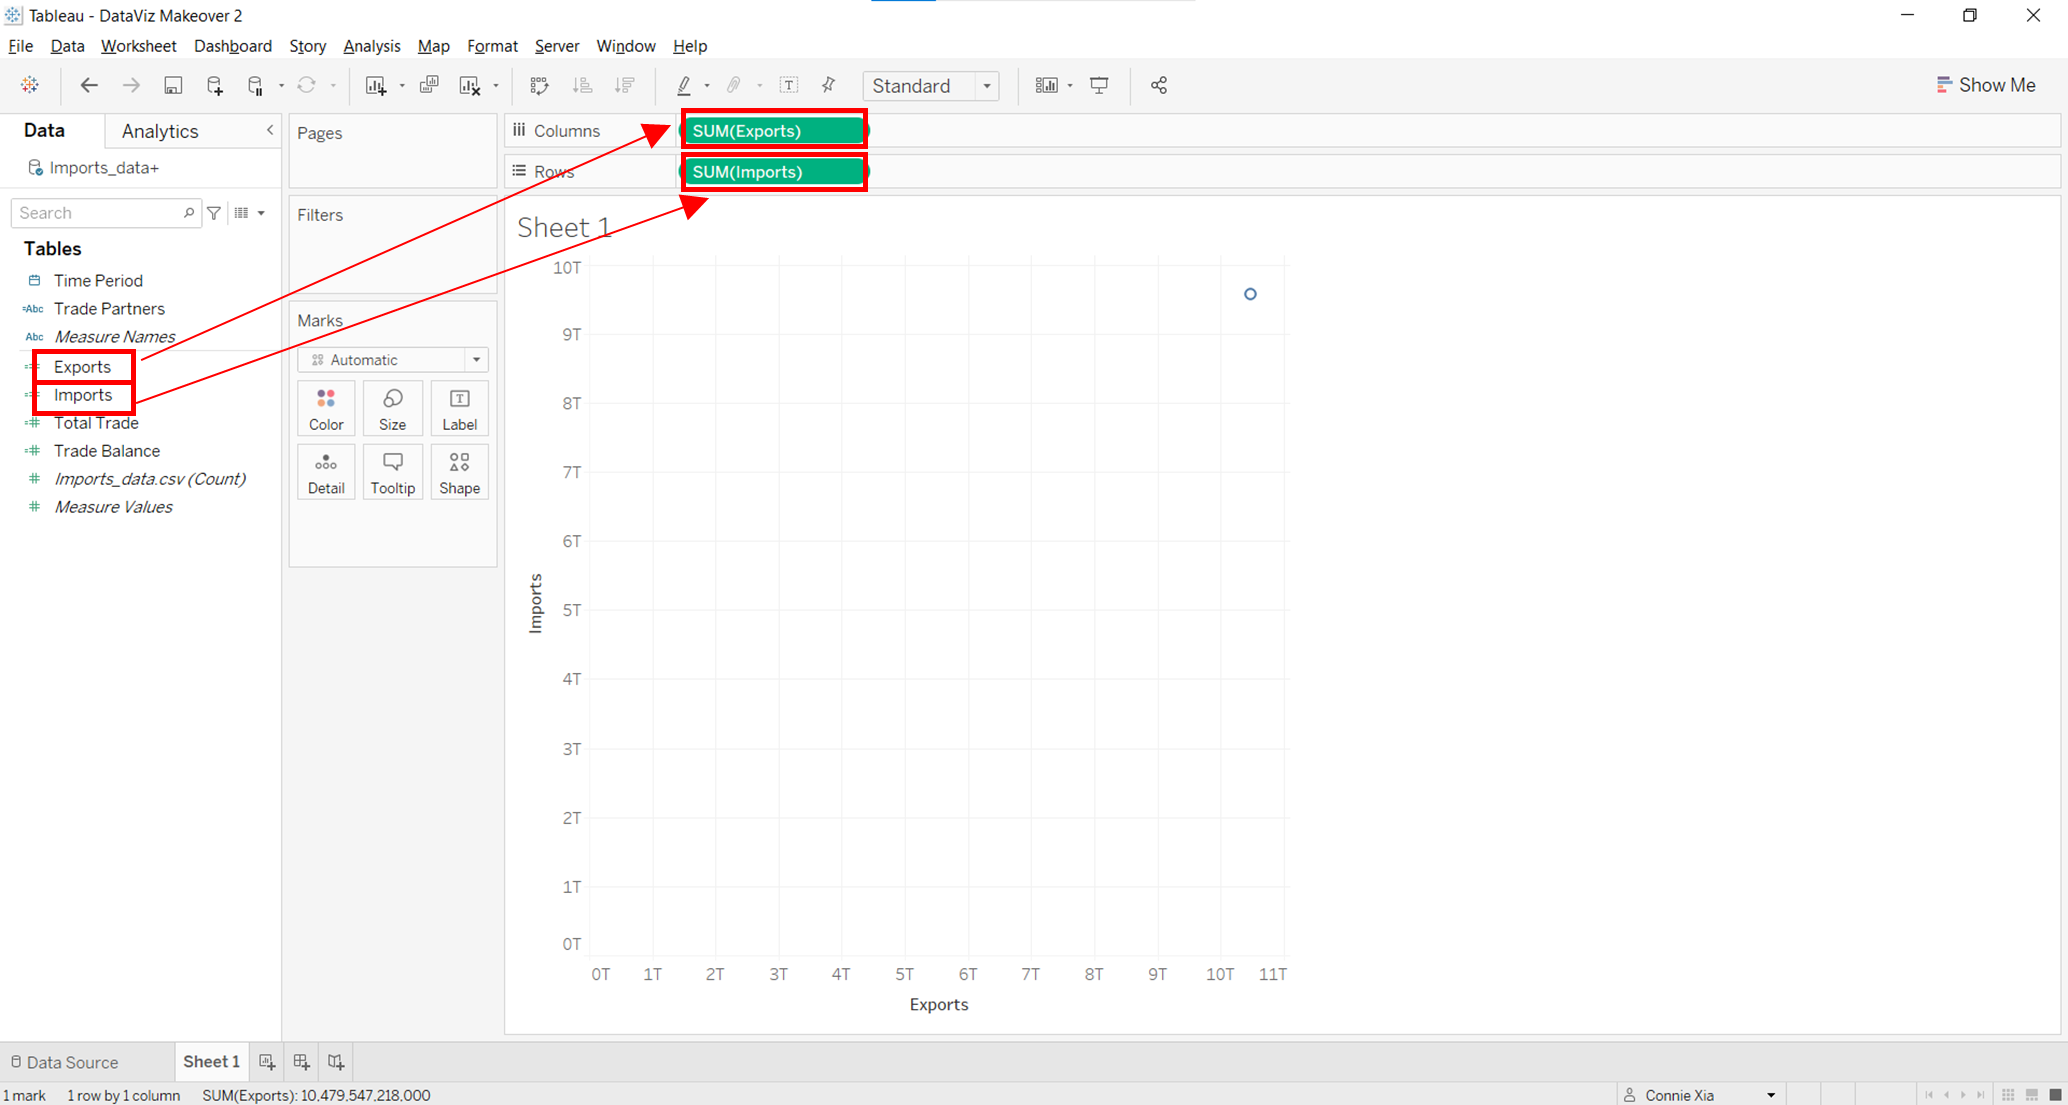 Tableau - DataViz Makeover 2
File Data Worksheet Dashboard Story Analysis Map Format Server Window Help
Standard
Show Me
Data Analytics
Imports_data+
Search
Tables
Time Period
Abc Trade Partners
Abc Measure Names
Exports
Imports
Total Trade
Trade Balance
Imports_data.csv (Count)
Measure Values
Pages
Filters
Marks
Automatic
Color Size Label
Detail Tooltip Shape
Columns SUM(Exports)
Rows SUM(Imports)
Sheet 1
10T
9T
8T
7T
6T
5T
4T
3T
2T
1T
0T
Imports
0T 1T 2T 3T 4T 5T 6T 7T 8T 9T 10T 11T
Exports
Data Source Sheet 1
1 mark 1 row by 1 column SUM(Exports): 10,479,547,218,000
Connie Xia